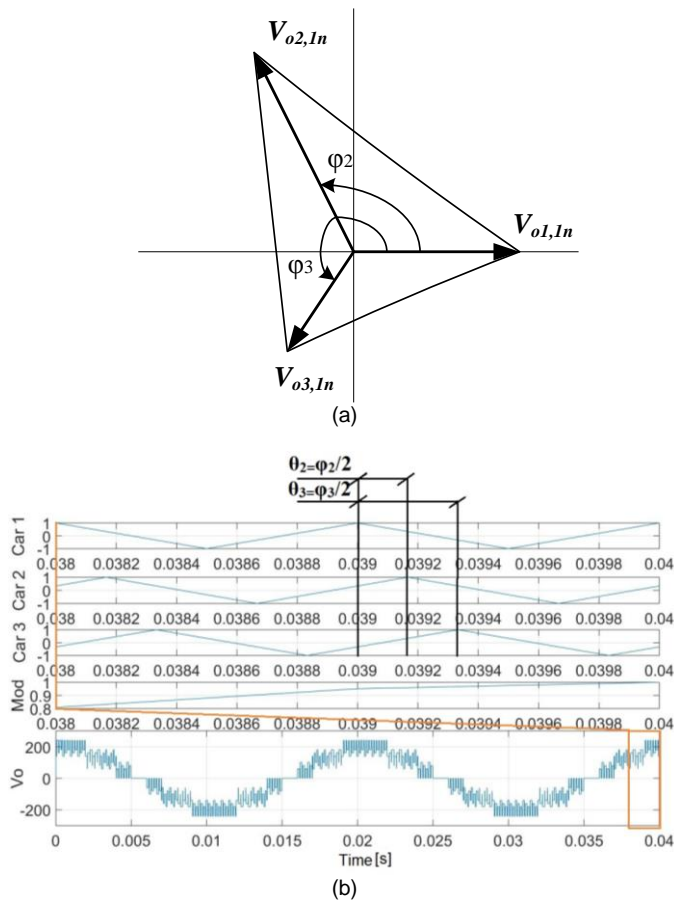 V_o2,1n
φ2
V_o1,1n
φ3
V_o3,1n
(a)
θ2=φ2/2
θ3=φ3/2
Car 1
1
0
-1
0.038 0.0382 0.0384 0.0386 0.0388 0.039 0.0392 0.0394 0.0396 0.0398 0.04
Car 2
1
0
-1
0.038 0.0382 0.0384 0.0386 0.0388 0.039 0.0392 0.0394 0.0396 0.0398 0.04
Car 3
1
0
-1
0.038 0.0382 0.0384 0.0386 0.0388 0.039 0.0392 0.0394 0.0396 0.0398 0.04
Mod
1
0.9
0.8
0.038 0.0382 0.0384 0.0386 0.0388 0.039 0.0392 0.0394 0.0396 0.0398 0.04
Vo
200
0
-200
0 0.005 0.01 0.015 0.02 0.025 0.03 0.035 0.04
Time [s]
(b)